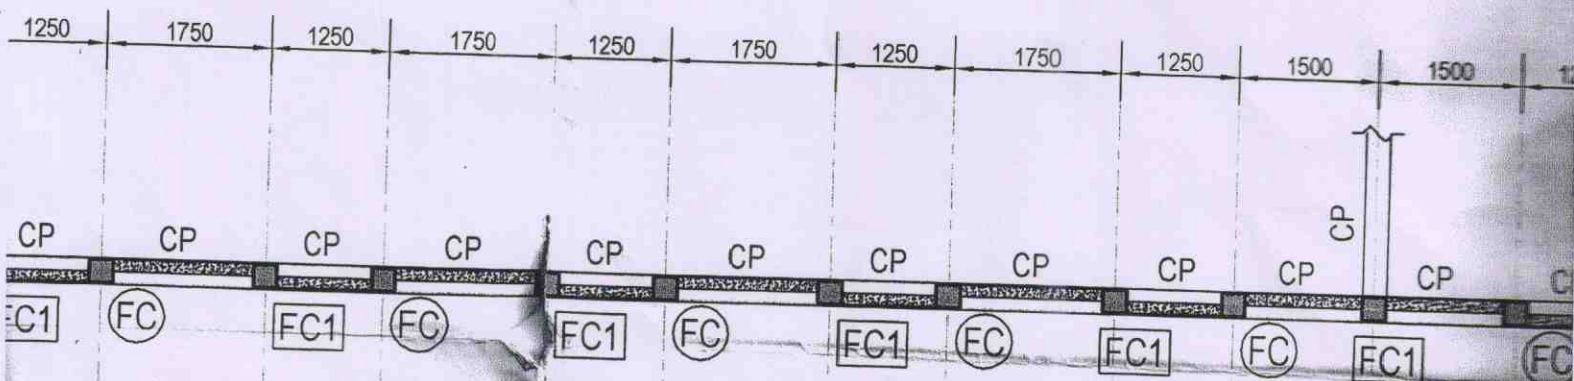 1250 1750 1250 1750 1250 1750 1250 1750 1250 1500 1500
CP
CP CP CP CP CP CP CP CP CP CP CP
FC1 FC FC1 FC FC1 FC FC1 FC FC1 FC FC1 FC